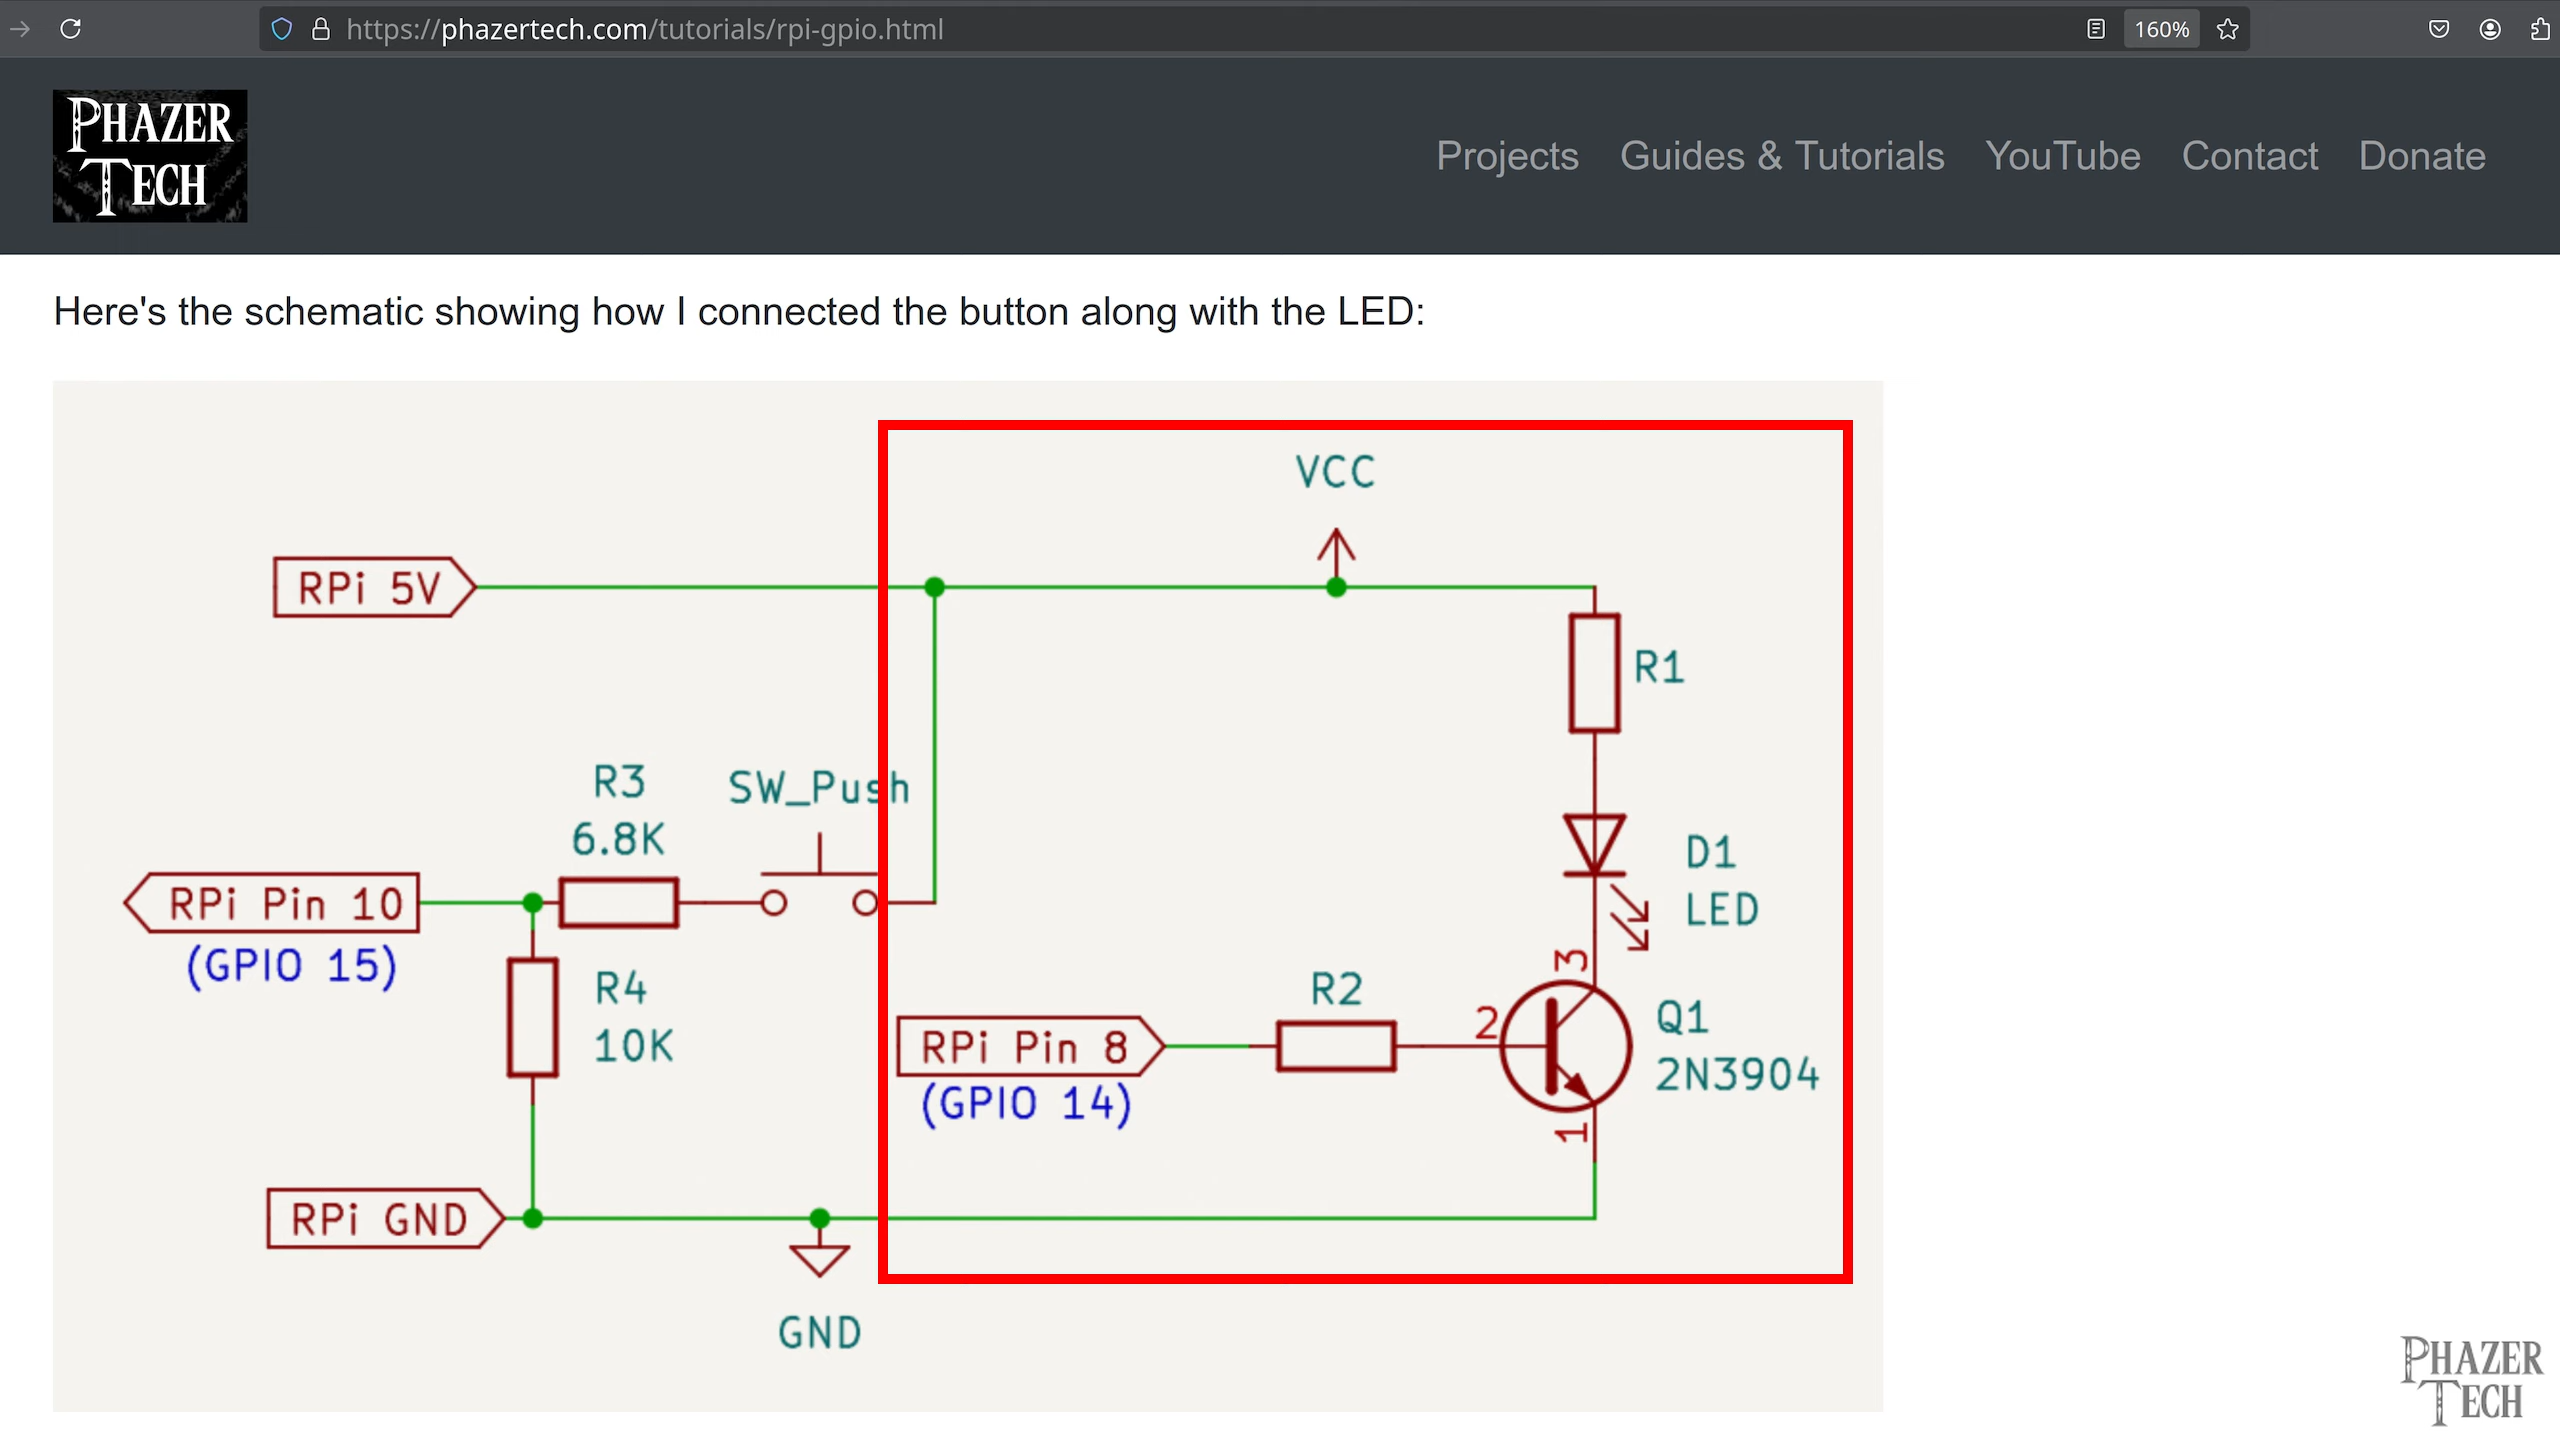 https://phazertech.com/tutorials/rpi-gpio.html
160%
PHAZER
TECH
Projects
Guides & Tutorials
YouTube
Contact
Donate
Here's the schematic showing how I connected the button along with the LED:
VCC
RPi 5V
R1
R3
6.8K
SW_Push
D1
LED
RPi Pin 10
(GPIO 15)
3
R4
10K
R2
2
Q1
2N3904
RPi Pin 8
(GPIO 14)
1
RPi GND
GND
PHAZER
TECH